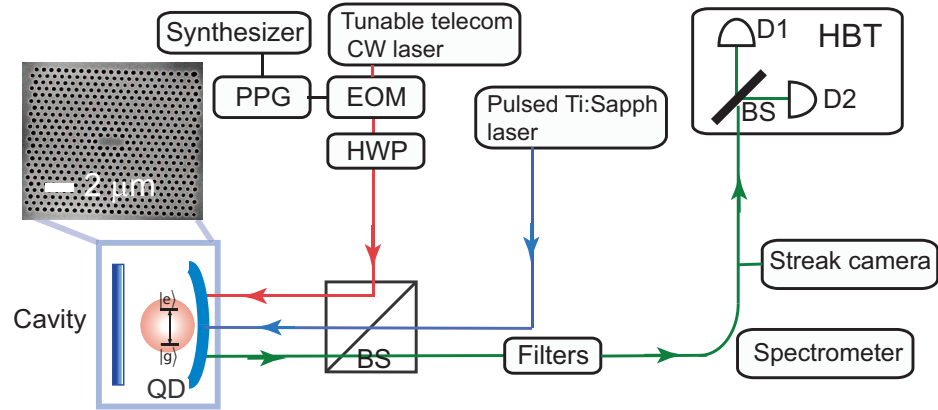 Synthesizer
Tunable telecom
CW laser
PPG
EOM
HWP
Pulsed Ti:Sapph
laser
HBT
D1
D2
BS
2 μm
Streak camera
Cavity
|e⟩
|g⟩
QD
BS
Filters
Spectrometer